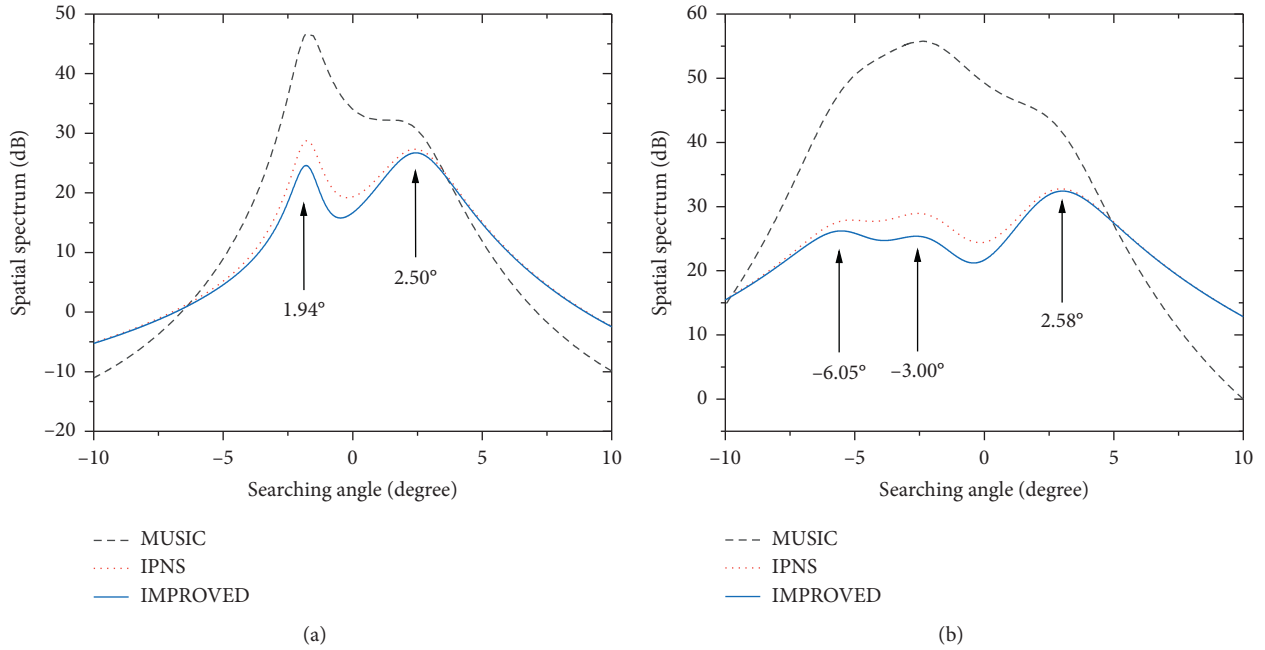 50
40
30
20
10
0
−10
−20
Spatial spectrum (dB)
1.94°
2.50°
−10
−5
0
5
10
Searching angle (degree)
MUSIC
IPNS
IMPROVED
(a)
60
50
40
30
20
10
0
Spatial spectrum (dB)
−6.05°
−3.00°
2.58°
−10
−5
0
5
10
Searching angle (degree)
MUSIC
IPNS
IMPROVED
(b)